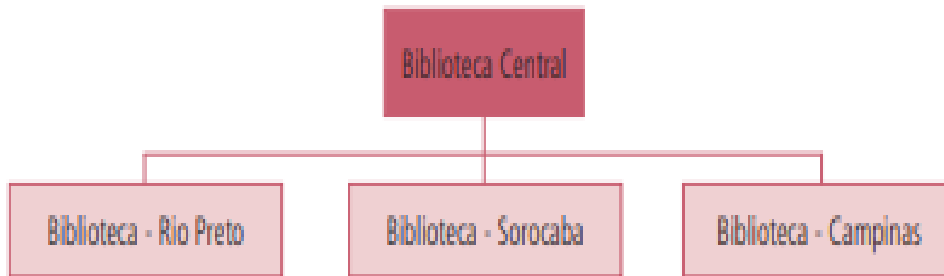 Biblioteca Central
Biblioteca - Rio Preto
Biblioteca - Sorocaba
Biblioteca - Campinas